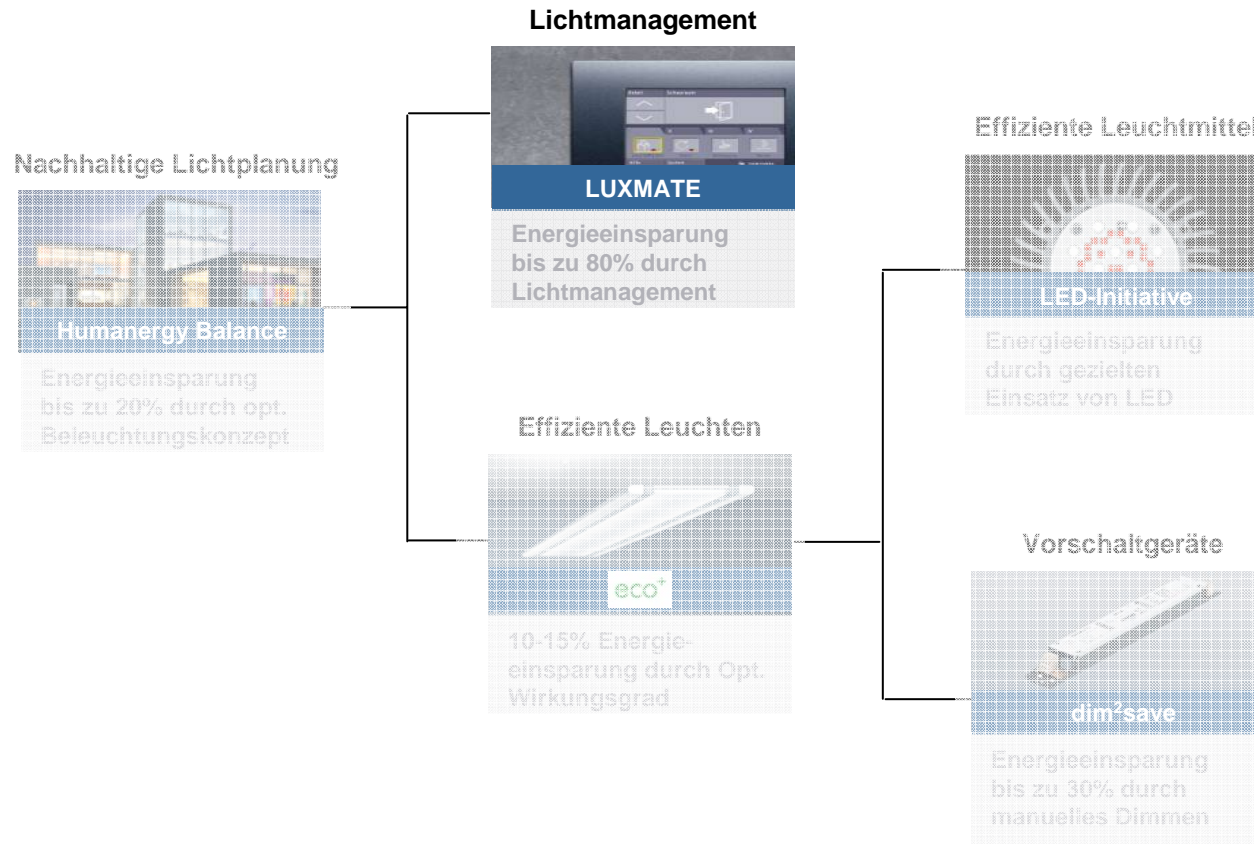 Lichtmanagement
LUXMATE
Energieeinsparung
bis zu 80% durch
Lichtmanagement
Nachhaltige Lichtplanung
Humanergy Balance
Energieeinsparung
bis zu 20% durch opt.
Beleuchtungskonzept
Effiziente Leuchten
eco+
10-15% Energie-
einsparung durch Opt.
Wirkungsgrad
Effiziente Leuchtmittel
LED-Initiative
Energieeinsparung
durch gezielten
Einsatz von LED
Vorschaltgeräte
dim²save
Energieeinsparung
bis zu 30% durch
manuelles Dimmen